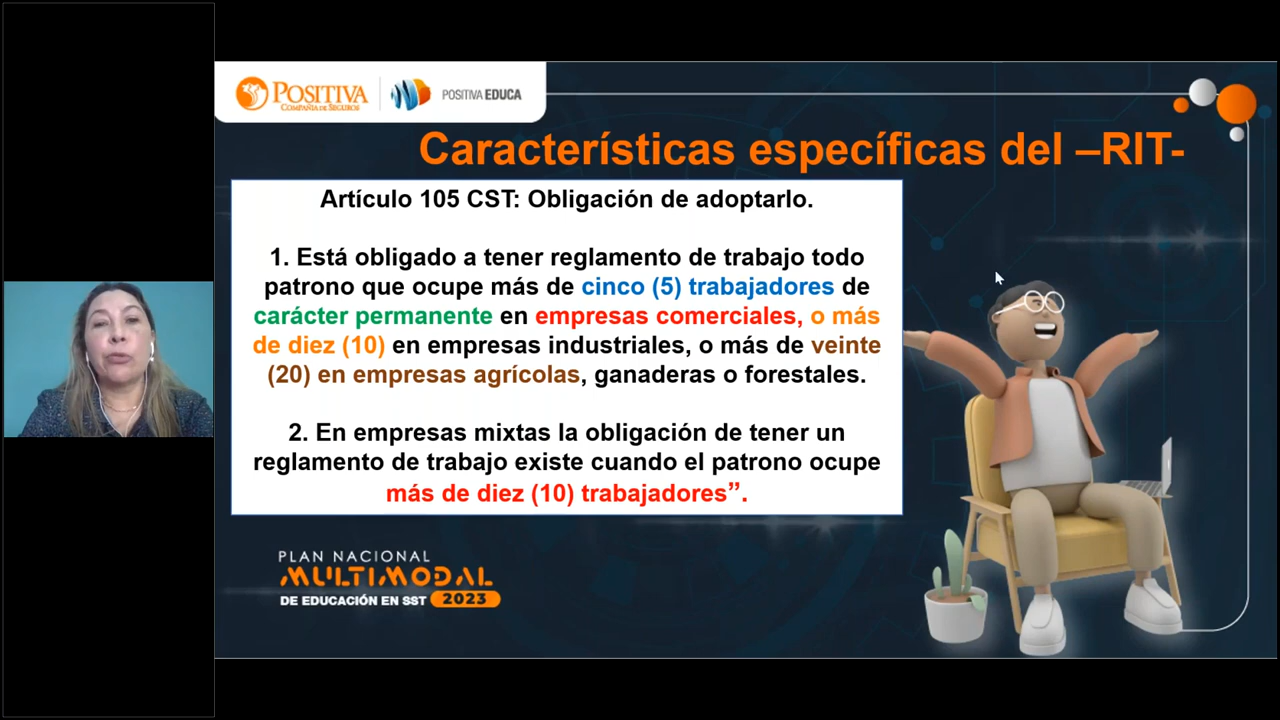 POSITIVA
COMPAÑÍA DE SEGUROS
POSITIVA EDUCA
Características específicas del –RIT-
Artículo 105 CST: Obligación de adoptarlo.
1. Está obligado a tener reglamento de trabajo todo
patrono que ocupe más de cinco (5) trabajadores de
carácter permanente en empresas comerciales, o más
de diez (10) en empresas industriales, o más de veinte
(20) en empresas agrícolas, ganaderas o forestales.
2. En empresas mixtas la obligación de tener un
reglamento de trabajo existe cuando el patrono ocupe
más de diez (10) trabajadores”.
PLAN NACIONAL
MULTIMODAL
DE EDUCACIÓN EN SST 2023